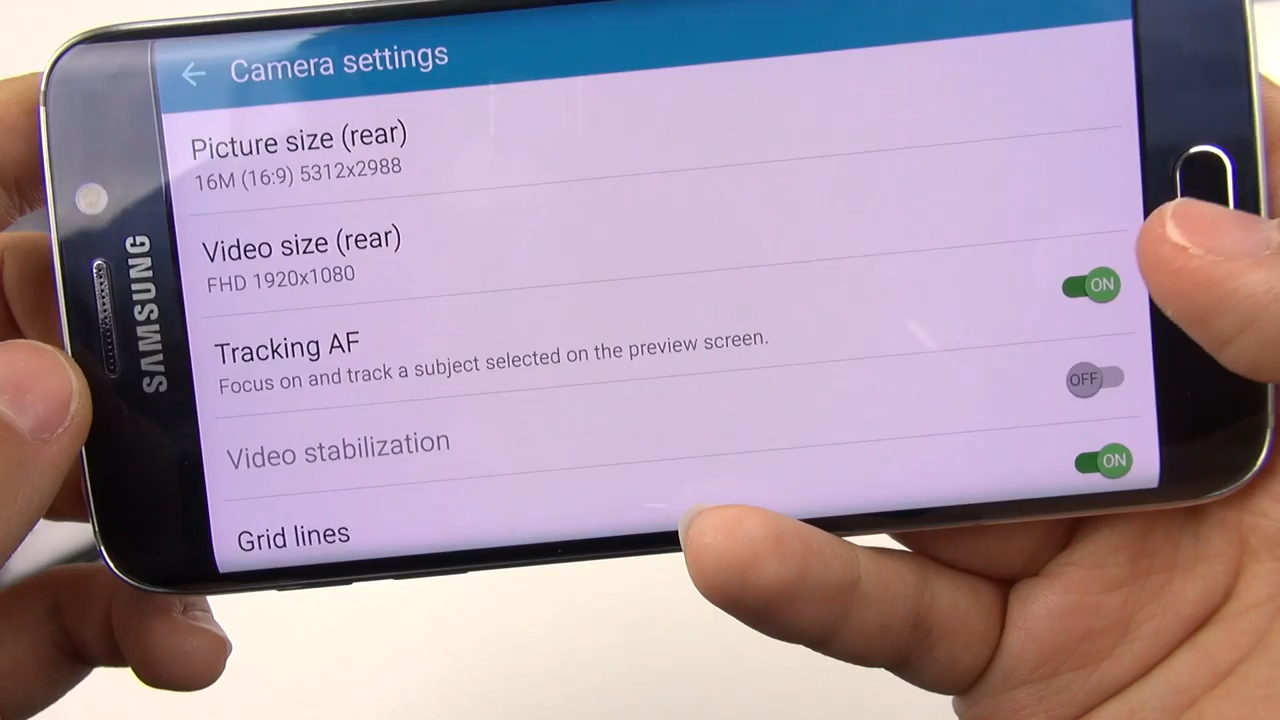 Camera settings
Picture size (rear)
16M (16:9) 5312x2988
Video size (rear)
FHD 1920x1080
Tracking AF
Focus on and track a subject selected on the preview screen.
ON
Video stabilization
OFF
Grid lines
ON
SAMSUNG